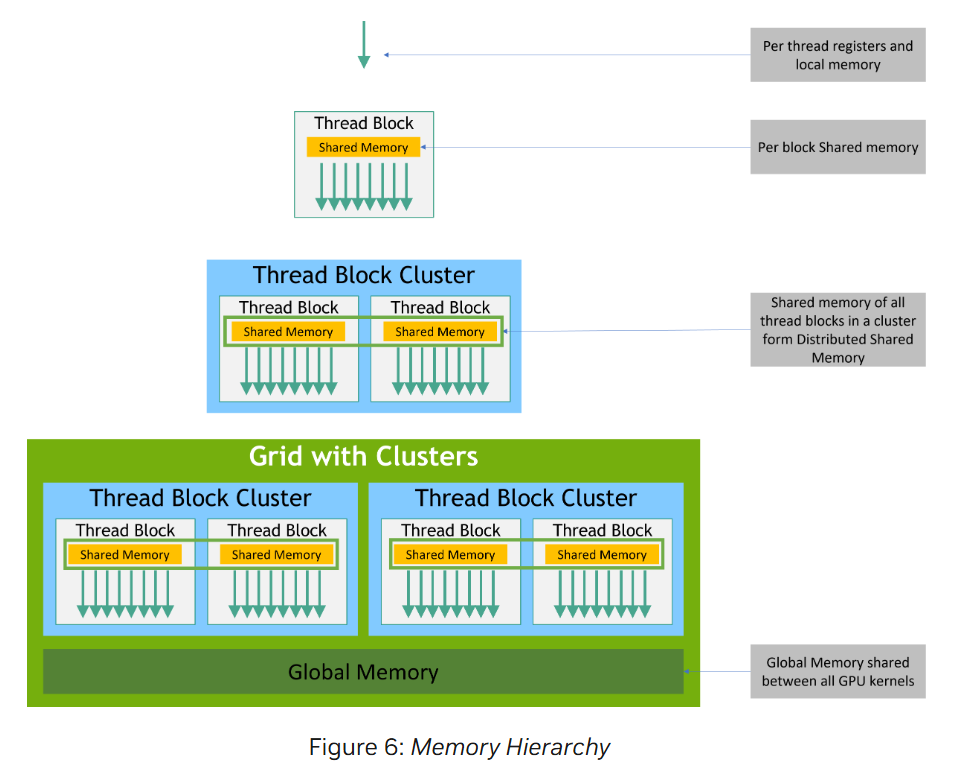 Per thread registers and
local memory
Thread Block
Shared Memory
Per block Shared memory
Thread Block Cluster
Thread Block
Thread Block
Shared Memory
Shared Memory
Shared memory of all
thread blocks in a cluster
form Distributed Shared
Memory
Grid with Clusters
Thread Block Cluster
Thread Block Cluster
Thread Block
Thread Block
Thread Block
Thread Block
Shared Memory
Shared Memory
Shared Memory
Shared Memory
Global Memory
Global Memory shared
between all GPU kernels
Figure 6: Memory Hierarchy